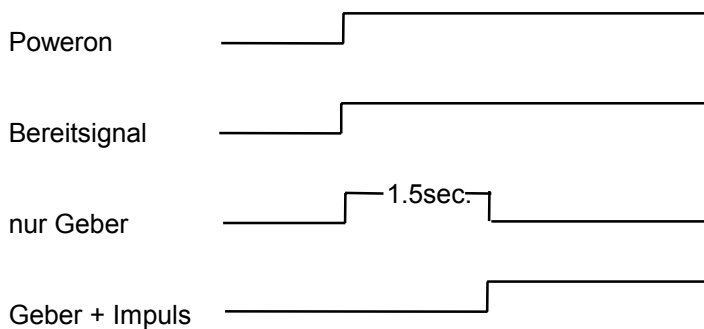 Poweron
Bereitsignal
1.5sec.
nur Geber
Geber + Impuls